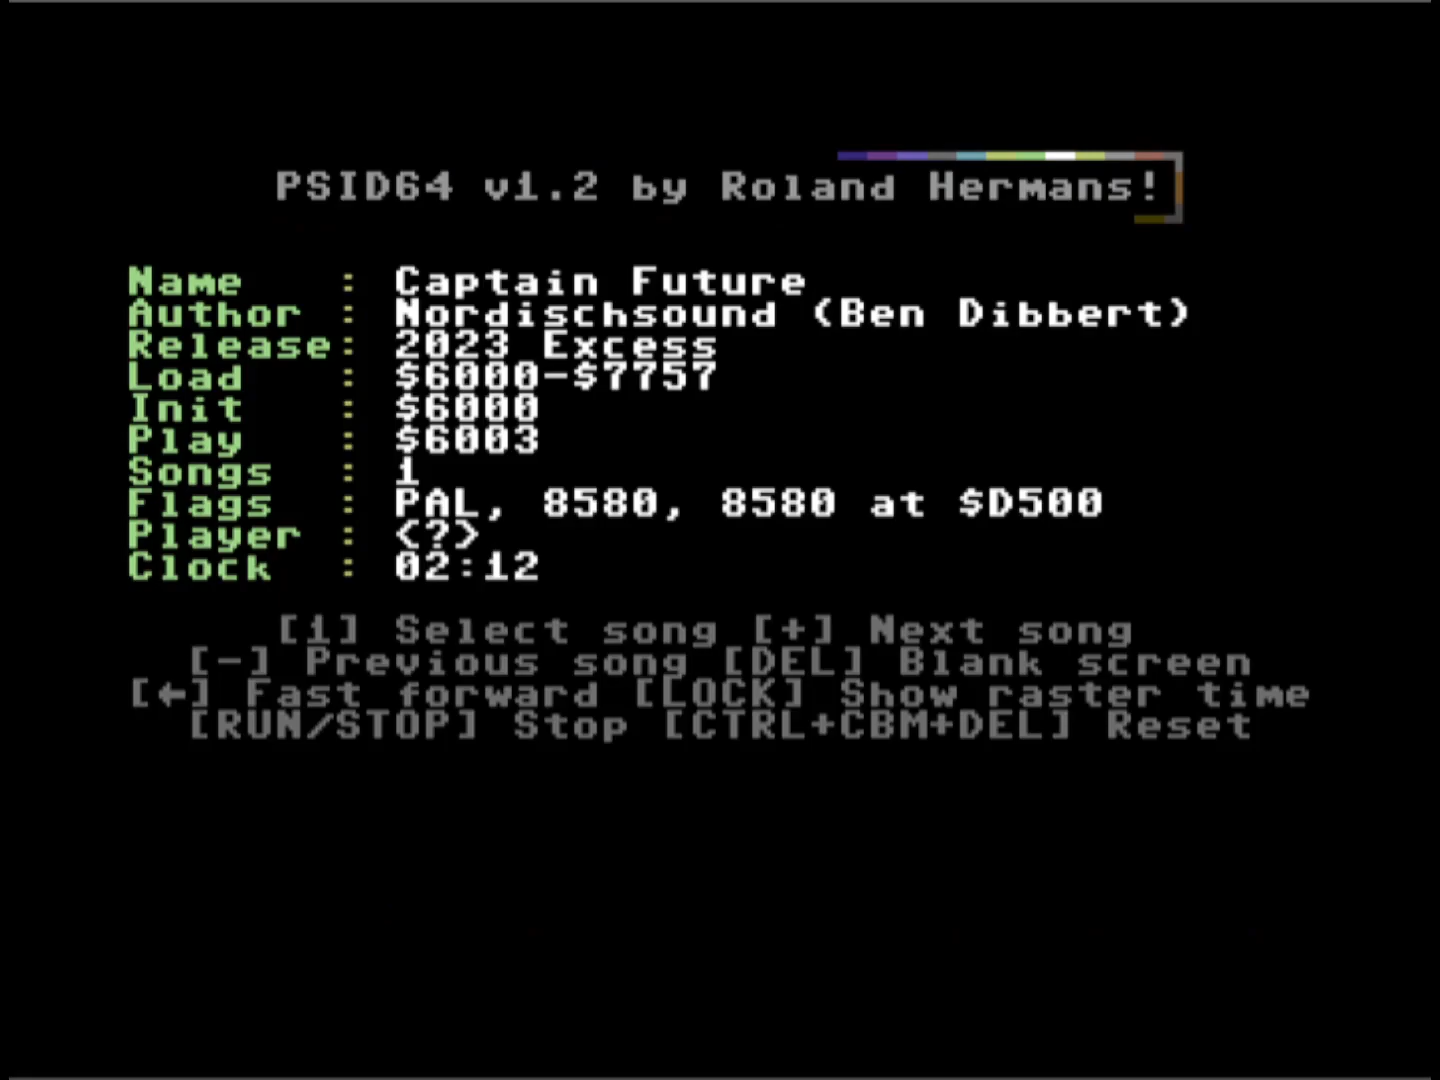 PSID64 v1.2 by Roland Hermans!
Name : Captain Future
Author : Nordischsound (Ben Dibbert)
Release: 2023 Excess
Load : $6000-$7757
Init : $6000
Play : $6003
Songs : 1
Flags : PAL, 8580, 8580 at $D500
Player : <?>
Clock : 02:12
[1] Select song [+] Next song
[-] Previous song [DEL] Blank screen
[←] Fast forward [LOCK] Show raster time
[RUN/STOP] Stop [CTRL+CBM+DEL] Reset